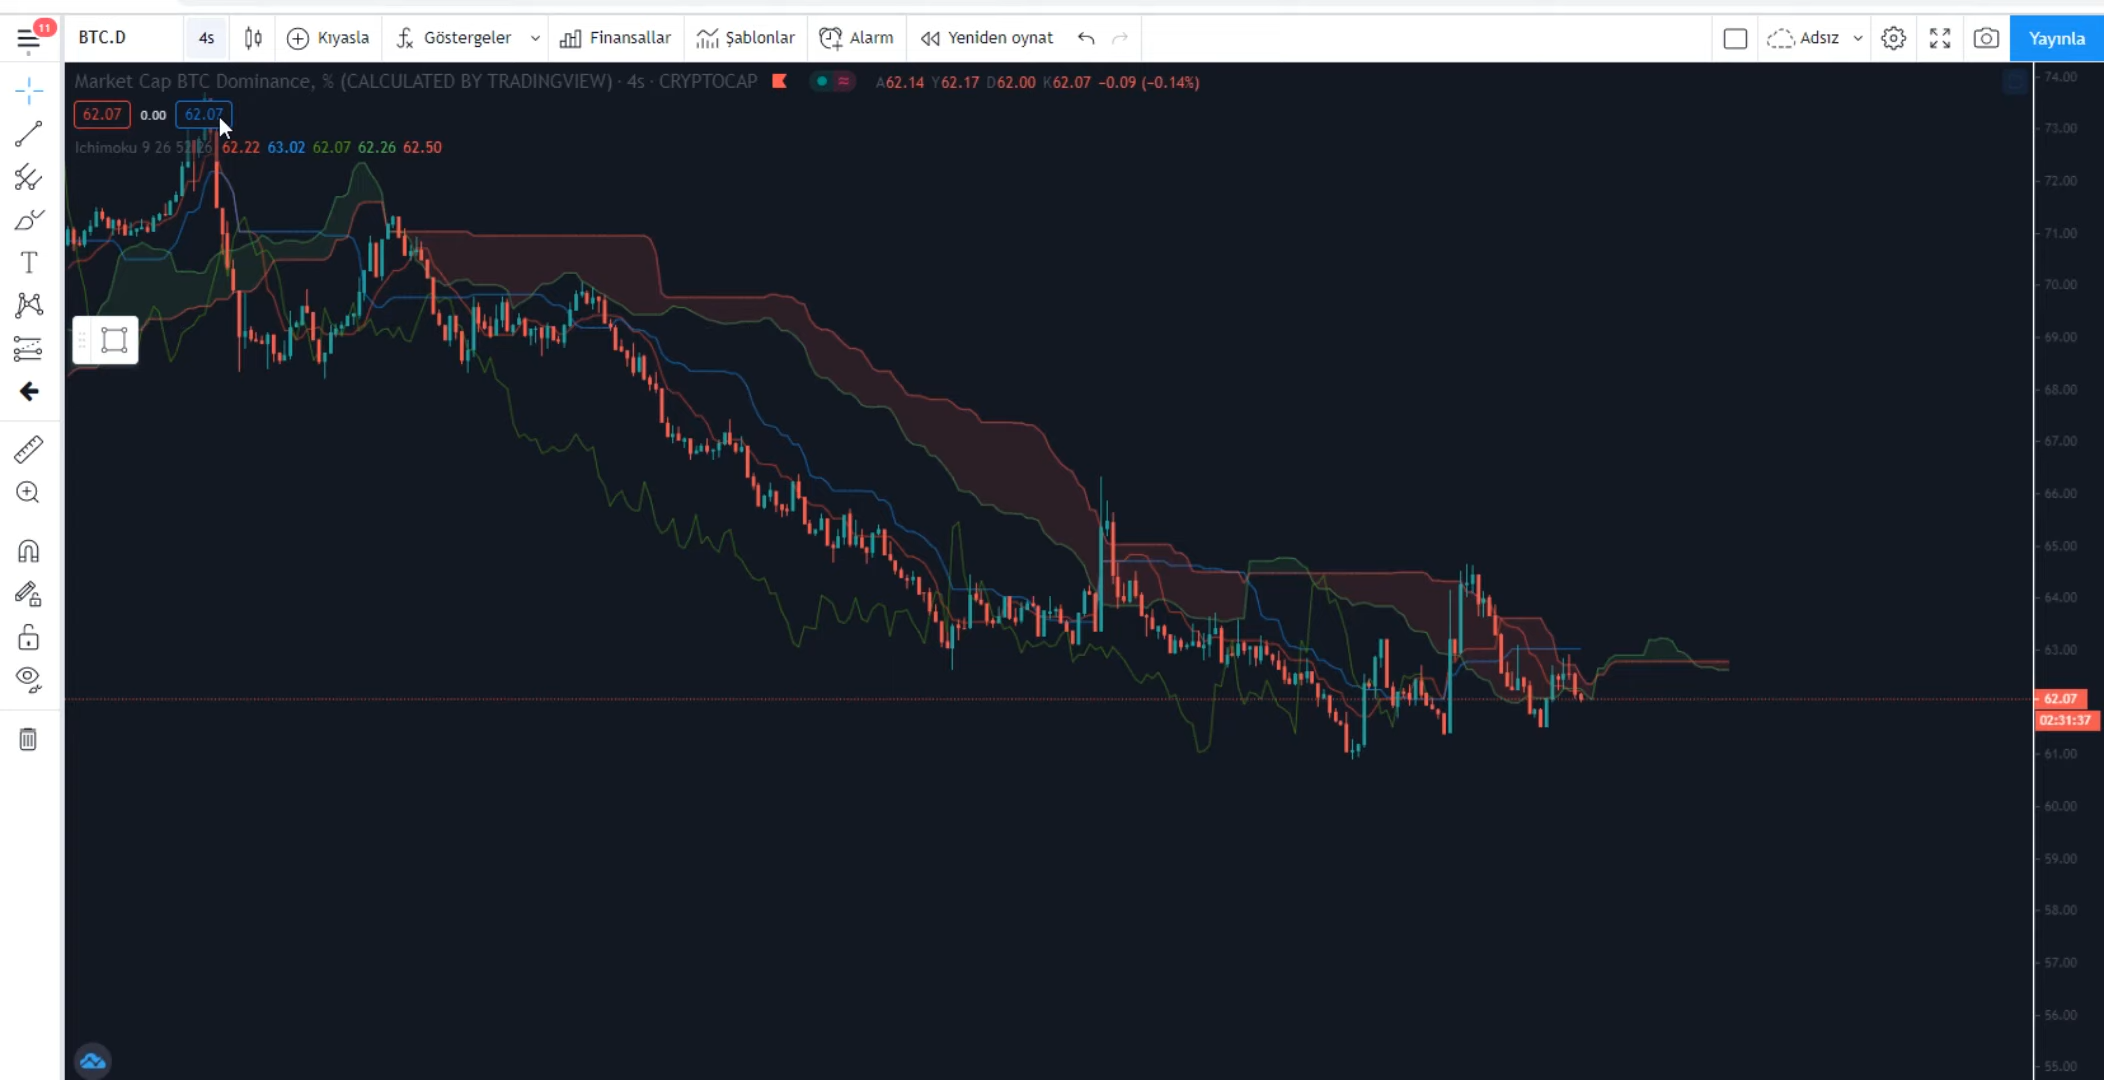 11
BTC.D
4s
Kıyasla
Göstergeler
Finansallar
Şablonlar
Alarm
Yeniden oynat
Adsız
Yayınla
Market Cap BTC Dominance, % (CALCULATED BY TRADINGVIEW) · 4s · CRYPTOCAP
A62.14 Y62.17 D62.00 K62.07 −0.09 (−0.14%)
62.07 0.00 62.07
Ichimoku 9 26 52 26 62.22 63.02 62.07 62.26 62.50
74.00
73.00
72.00
71.00
70.00
69.00
68.00
67.00
66.00
65.00
64.00
63.00
62.07
02:31:37
61.00
60.00
59.00
58.00
57.00
56.00
55.00